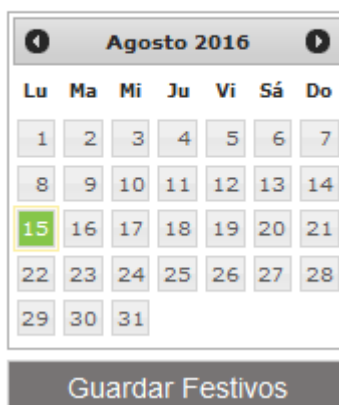 Agosto 2016
Lu Ma Mi Ju Vi Sá Do
1 2 3 4 5 6 7
8 9 10 11 12 13 14
15 16 17 18 19 20 21
22 23 24 25 26 27 28
29 30 31
Guardar Festivos